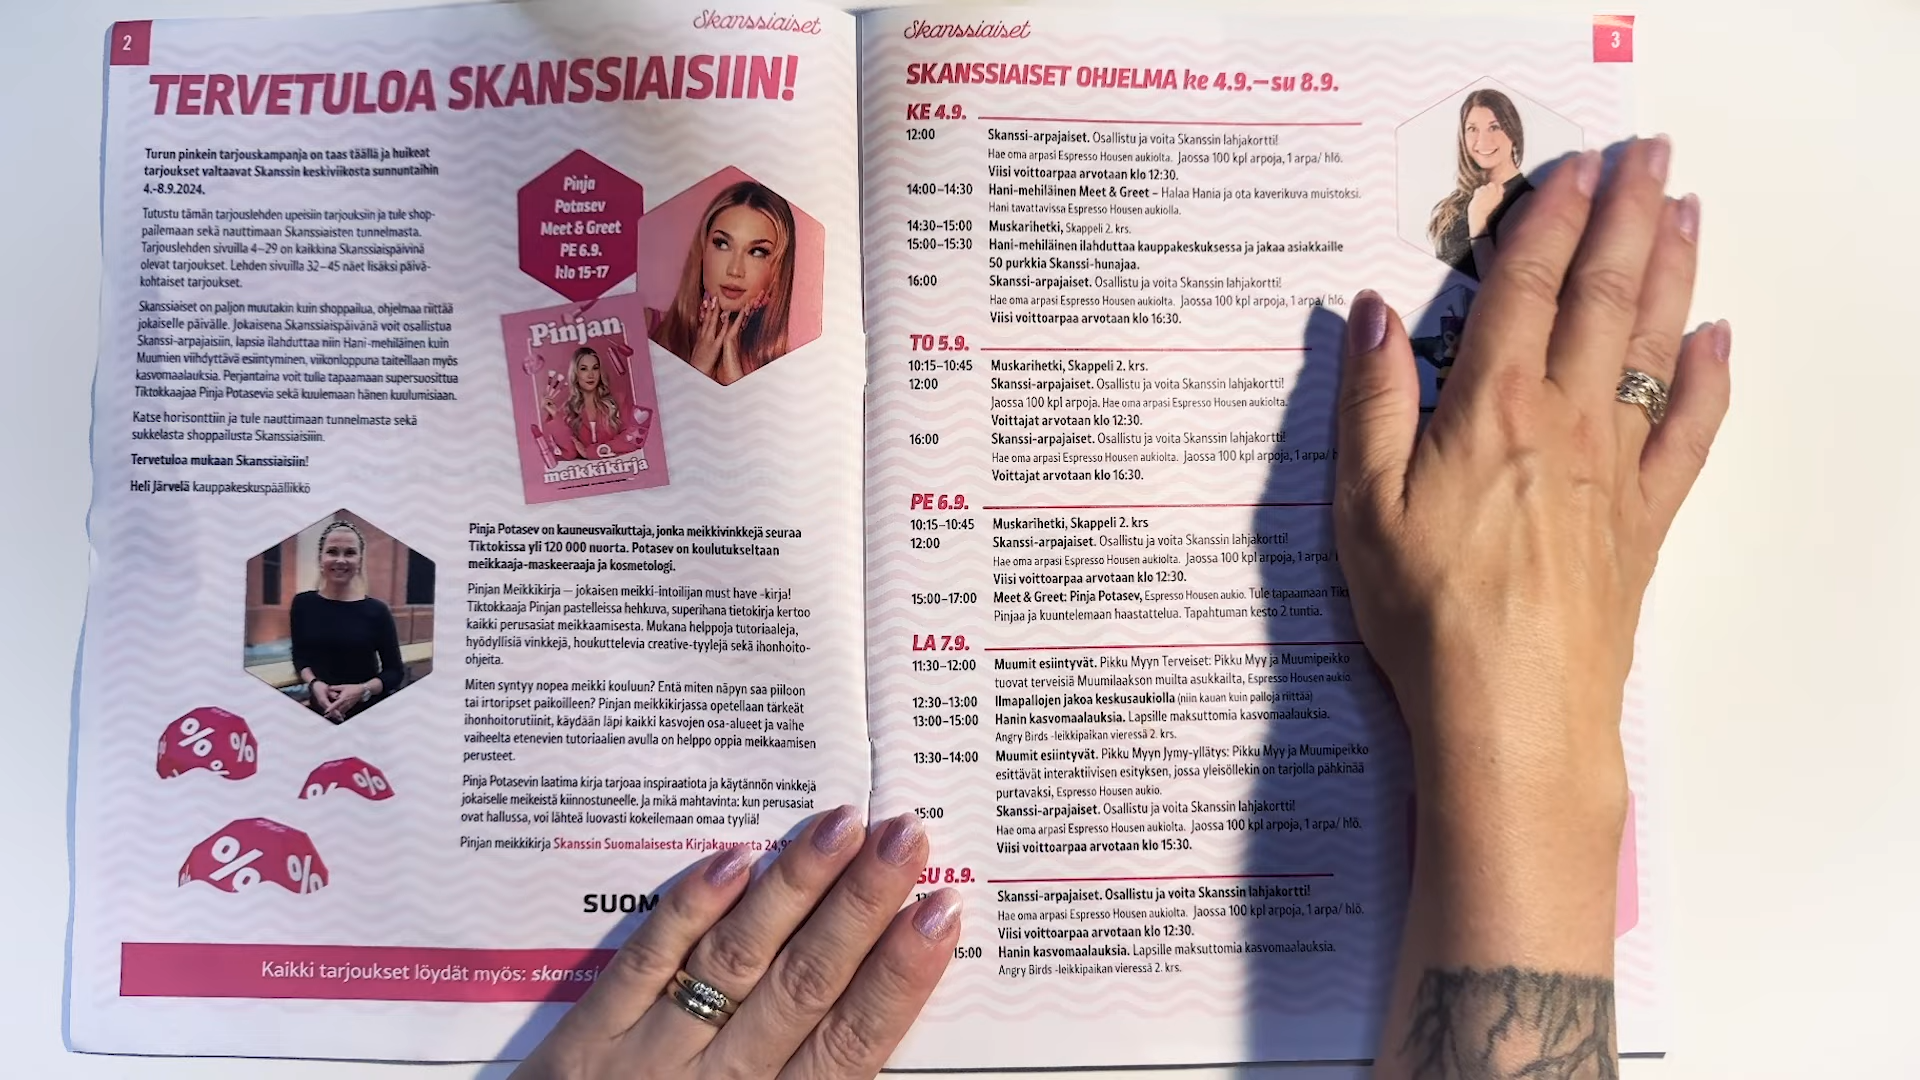 2
Skanssiaiset
TERVETULOA SKANSSIAISIIN!
Turun pinkein tarjouskampanja on taas täällä ja huikeat
tarjoukset valtaavat Skanssin keskiviikosta sunnuntaihin
4.-8.9.2024.
Tutustu tämän tarjouslehden upeisiin tarjouksiin ja tule shop-
pailemaan sekä nauttimaan Skanssiaisten tunnelmasta.
Tarjouslehden sivuilla 4–29 on kaikkina Skanssiaispäivinä
olevat tarjoukset. Lehden sivuilla 32–45 näet lisäksi päivä-
kohtaiset tarjoukset.
Skanssiaiset on paljon muutakin kuin shoppailua, ohjelmaa riittää
jokaiselle päivälle. Jokaisena Skanssiaispäivänä voit osallistua
Skanssi-arpajaisiin, lapsia ilahduttaa niin Hani-mehiläinen kuin
Muumien viihdyttävä esiintyminen, viikonloppuna taiteillaan myös
kasvomaalauksia. Perjantaina voit tulla tapaamaan supersuosittua
Tiktokkaajaa Pinja Potasevia sekä kuulemaan hänen kuulumisiaan.
Katse horisonttiin ja tule nauttimaan tunnelmasta sekä
sukkelasta shoppailusta Skanssiaisiin.
Tervetuloa mukaan Skanssiaisiin!
Heli Järvelä kauppakeskuspäällikkö
Pinja
Potasev
Meet & Greet
PE 6.9.
klo 15-17
Pinjan
meikkikirja
Pinja Potasev on kauneusvaikuttaja, jonka meikkivinkkejä seuraa
Tiktokissa yli 120 000 nuorta. Potasev on koulutukseltaan
meikkaaja-maskeeraaja ja kosmetologi.
Pinjan Meikkikirja — jokaisen meikki-intoilijan must have -kirja!
Tiktokkaaja Pinjan pastelleissa hehkuva, superihana tietokirja kertoo
kaikki perusasiat meikkaamisesta. Mukana helppoja tutoriaaleja,
hyödyllisiä vinkkejä, houkuttelevia creative-tyylejä sekä ihonhoito-
ohjeita.
Miten syntyy nopea meikki kouluun? Entä miten näpyn saa piiloon
tai irtoripset paikoilleen? Pinjan meikkikirjassa opetellaan tärkeät
ihonhoitorutiinit, käydään läpi kaikki kasvojen osa-alueet ja vaihe
vaiheelta etenevien tutoriaalien avulla on helppo oppia meikkaamisen
perusteet.
Pinja Potasevin laatima kirja tarjoaa inspiraatiota ja käytännön vinkkejä
jokaiselle meikeistä kiinnostuneelle. Ja mikä mahtavinta: kun perusasiat
ovat hallussa, voi lähteä luovasti kokeilemaan omaa tyyliä!
Pinjan meikkikirja Skanssin Suomalaisesta Kirjakaupasta 24,9
SUOM
% %
% %
% %
Kaikki tarjoukset löydät myös: skanssi
3
Skanssiaiset
SKANSSIAISET OHJELMA ke 4.9.—su 8.9.
KE 4.9.
12:00 Skanssi-arpajaiset. Osallistu ja voita Skanssin lahjakortti!
Hae oma arpasi Espresso Housen aukiolta. Jaossa 100 kpl arpoja, 1 arpa/ hlö.
Viisi voittoarpaa arvotaan klo 12:30.
14:00–14:30 Hani-mehiläinen Meet & Greet – Halaa Hania ja ota kaverikuva muistoksi.
Hani tavattavissa Espresso Housen aukiolla.
14:30–15:00 Muskarihetki, Skappeli 2. krs.
15:00–15:30 Hani-mehiläinen ilahduttaa kauppakeskuksessa ja jakaa asiakkaille
50 purkkia Skanssi-hunajaa.
16:00 Skanssi-arpajaiset. Osallistu ja voita Skanssin lahjakortti!
Hae oma arpasi Espresso Housen aukiolta. Jaossa 100 kpl arpoja, 1 arpa/ hlö.
Viisi voittoarpaa arvotaan klo 16:30.
TO 5.9.
10:15–10:45 Muskarihetki, Skappeli 2. krs.
12:00 Skanssi-arpajaiset. Osallistu ja voita Skanssin lahjakortti!
Jaossa 100 kpl arpoja. Hae oma arpasi Espresso Housen aukiolta.
Voittajat arvotaan klo 12:30.
16:00 Skanssi-arpajaiset. Osallistu ja voita Skanssin lahjakortti!
Hae oma arpasi Espresso Housen aukiolta. Jaossa 100 kpl arpoja, 1 arpa/ h
Voittajat arvotaan klo 16:30.
PE 6.9.
10:15–10:45 Muskarihetki, Skappeli 2. krs
12:00 Skanssi-arpajaiset. Osallistu ja voita Skanssin lahjakortti!
Hae oma arpasi Espresso Housen aukiolta. Jaossa 100 kpl arpoja, 1 arpa/
Viisi voittoarpaa arvotaan klo 12:30.
15:00–17:00 Meet & Greet: Pinja Potasev, Espresso Housen aukio. Tule tapaamaan Tik
Pinjaa ja kuuntelemaan haastattelua. Tapahtuman kesto 2 tuntia.
LA 7.9.
11:30–12:00 Muumit esiintyvät. Pikku Myyn Terveiset: Pikku Myy ja Muumipeikko
tuovat terveisiä Muumilaakson muilta asukkailta, Espresso Housen aukio.
12:30–13:00 Ilmapallojen jakoa keskusaukiolla (niin kauan kuin palloja riittää)
13:00–15:00 Hanin kasvomaalauksia. Lapsille maksuttomia kasvomaalauksia.
Angry Birds -leikkipaikan vieressä 2. krs.
13:30–14:00 Muumit esiintyvät. Pikku Myyn Jymy-yllätys: Pikku Myy ja Muumipeikko
esittävät interaktiivisen esityksen, jossa yleisöllekin on tarjolla pähkinää
purtavaksi, Espresso Housen aukio.
15:00 Skanssi-arpajaiset. Osallistu ja voita Skanssin lahjakortti!
Hae oma arpasi Espresso Housen aukiolta. Jaossa 100 kpl arpoja, 1 arpa/ hlö.
Viisi voittoarpaa arvotaan klo 15:30.
SU 8.9.
Skanssi-arpajaiset. Osallistu ja voita Skanssin lahjakortti!
Hae oma arpasi Espresso Housen aukiolta. Jaossa 100 kpl arpoja, 1 arpa/ hlö.
Viisi voittoarpaa arvotaan klo 12:30.
15:00 Hanin kasvomaalauksia. Lapsille maksuttomia kasvomaalauksia.
Angry Birds -leikkipaikan vieressä 2. krs.